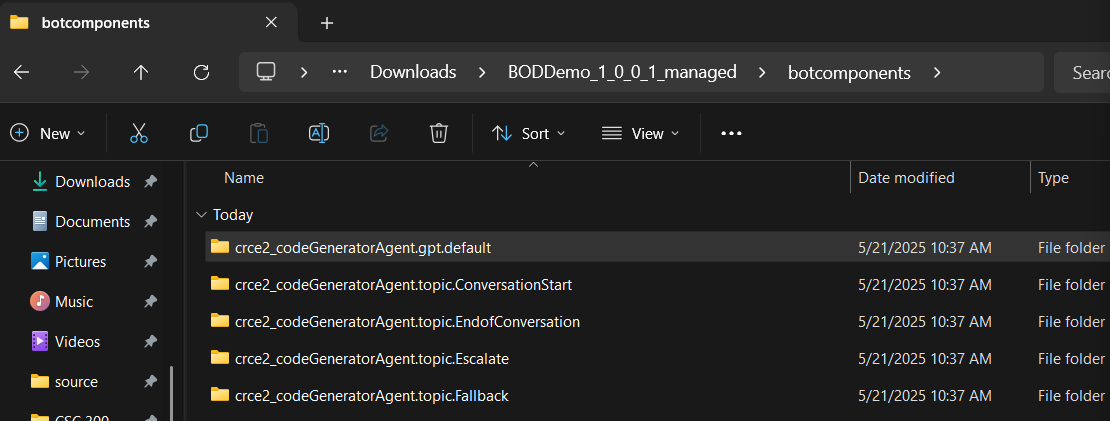 botcomponents
Downloads BODDemo_1_0_0_1_managed botcomponents Searc
New Sort View
Name Date modified Type
Downloads
Documents
Pictures
Music
Videos
source
CSC 300
Today
crce2_codeGeneratorAgent.gpt.default 5/21/2025 10:37 AM File folder
crce2_codeGeneratorAgent.topic.ConversationStart 5/21/2025 10:37 AM File folder
crce2_codeGeneratorAgent.topic.EndofConversation 5/21/2025 10:37 AM File folder
crce2_codeGeneratorAgent.topic.Escalate 5/21/2025 10:37 AM File folder
crce2_codeGeneratorAgent.topic.Fallback 5/21/2025 10:37 AM File folder